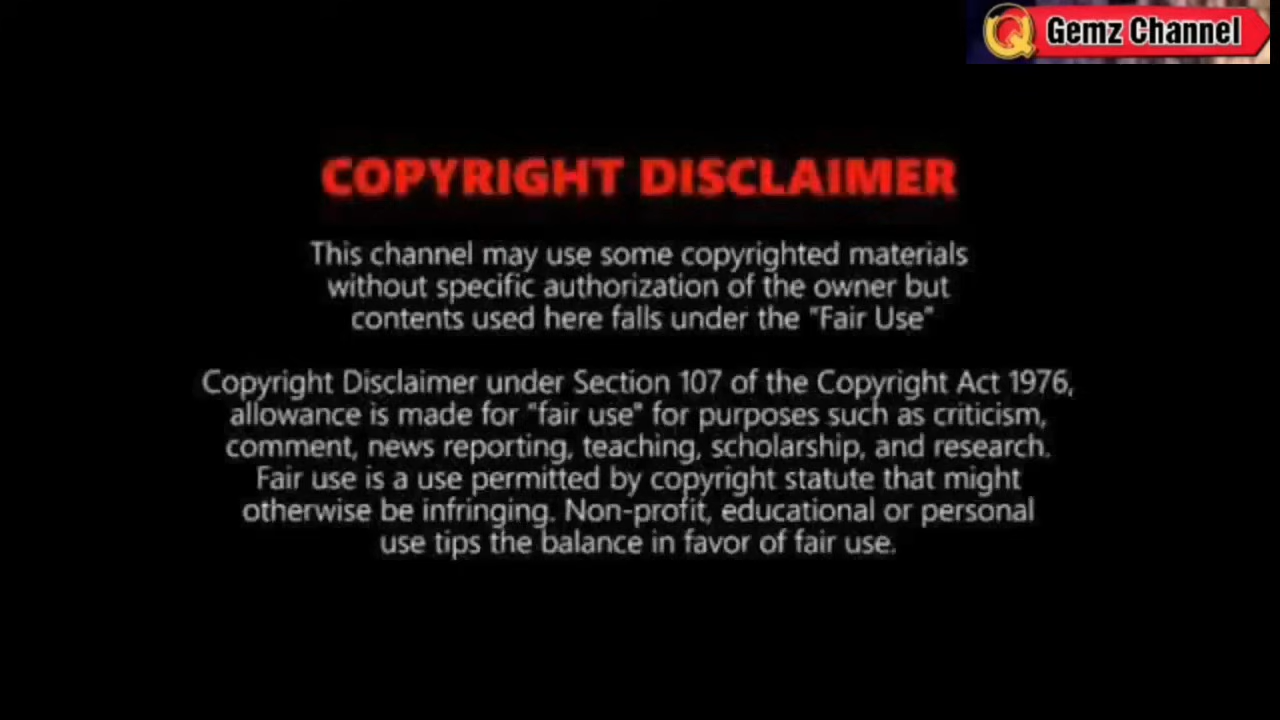 Gemz Channel
COPYRIGHT DISCLAIMER
This channel may use some copyrighted materials
without specific authorization of the owner but
contents used here falls under the "Fair Use"
Copyright Disclaimer under Section 107 of the Copyright Act 1976,
allowance is made for "fair use" for purposes such as criticism,
comment, news reporting, teaching, scholarship, and research.
Fair use is a use permitted by copyright statute that might
otherwise be infringing. Non-profit, educational or personal
use tips the balance in favor of fair use.